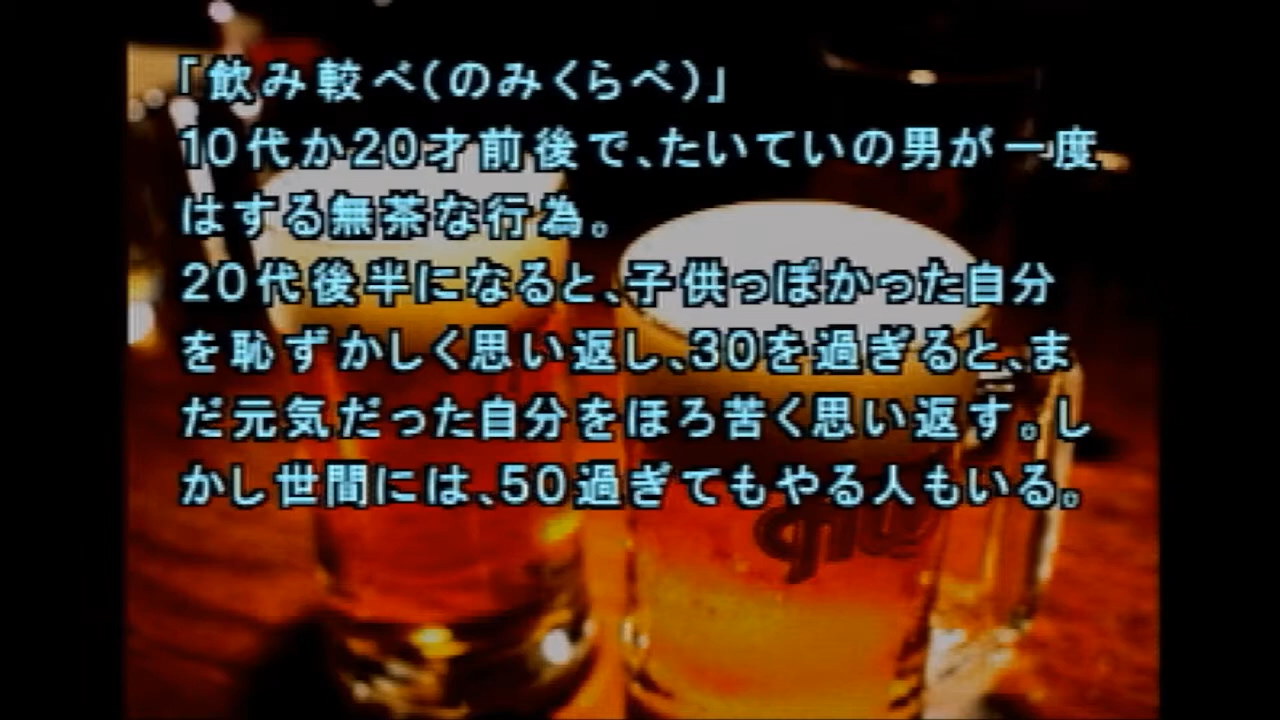 「飲み較べ(のみくらべ)」
10代か20才前後で、たいていの男が一度
はする無茶な行為。
20代後半になると、子供っぽかった自分
を恥ずかしく思い返し、30を過ぎると、ま
だ元気だった自分をほろ苦く思い返す。し
かし世間には、50過ぎてもやる人もいる。